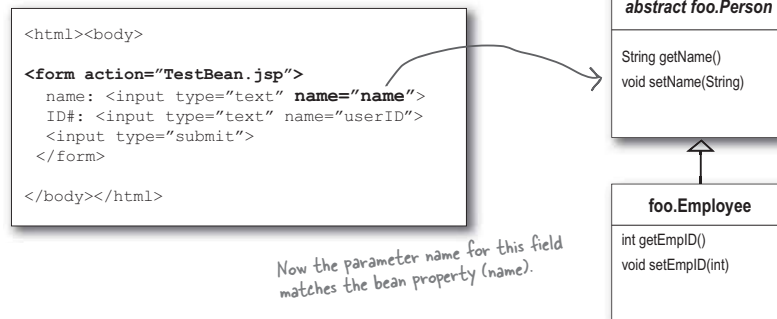 <html><body>
<form action="TestBean.jsp">
name: <input type="text" name="name">
ID#: <input type="text" name="userID">
<input type="submit">
</form>
</body></html>
Now the parameter name for this field
matches the bean property (name).
abstract foo.Person
String getName()
void setName(String)
foo.Employee
int getEmpID()
void setEmpID(int)